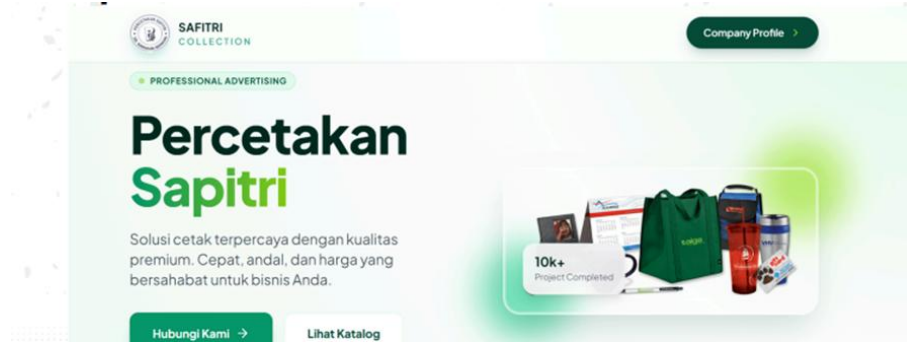 SAFITRI
COLLECTION
Company Profile
PROFESSIONAL ADVERTISING
Percetakan
Sapitri
Solusi cetak terpercaya dengan kualitas
premium. Cepat, andal, dan harga yang
bersahabat untuk bisnis Anda.
10k+
Project Completed
Hubungi Kami →
Lihat Katalog